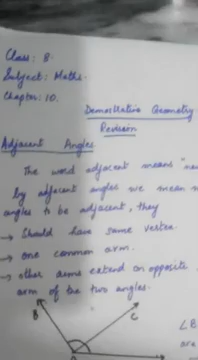 Class: 8.
Subject: Maths.
Chapter: 10.
Demostrative Geometry
Revision
Adjacent Angles
The word adjacent means
by adjacent angles we mean
angles to be adjacent, they
→ Should have same vertex.
→ one common arm.
→ other arms extend on opposite
arm of the two angles.
B
C
∠B
are